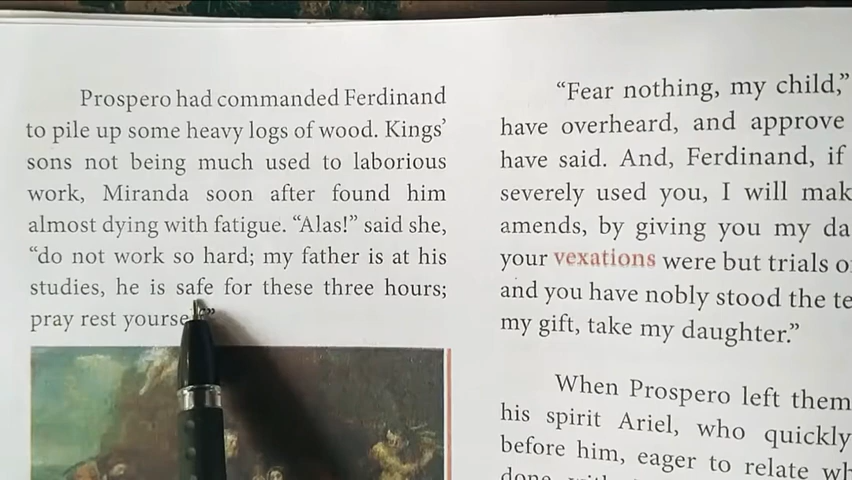 Prospero had commanded Ferdinand
to pile up some heavy logs of wood. Kings’
sons not being much used to laborious
work, Miranda soon after found him
almost dying with fatigue. “Alas!” said she,
“do not work so hard; my father is at his
studies, he is safe for these three hours;
pray rest
“Fear nothing, my child,”
have overheard, and approve
have said. And, Ferdinand, if
severely used you, I will
amends, by giving you my
your vexations were but trials
and you have nobly stood the
my gift, take my daughter.”
When Prospero left them
his spirit Ariel, who quickly
before him, eager to relate